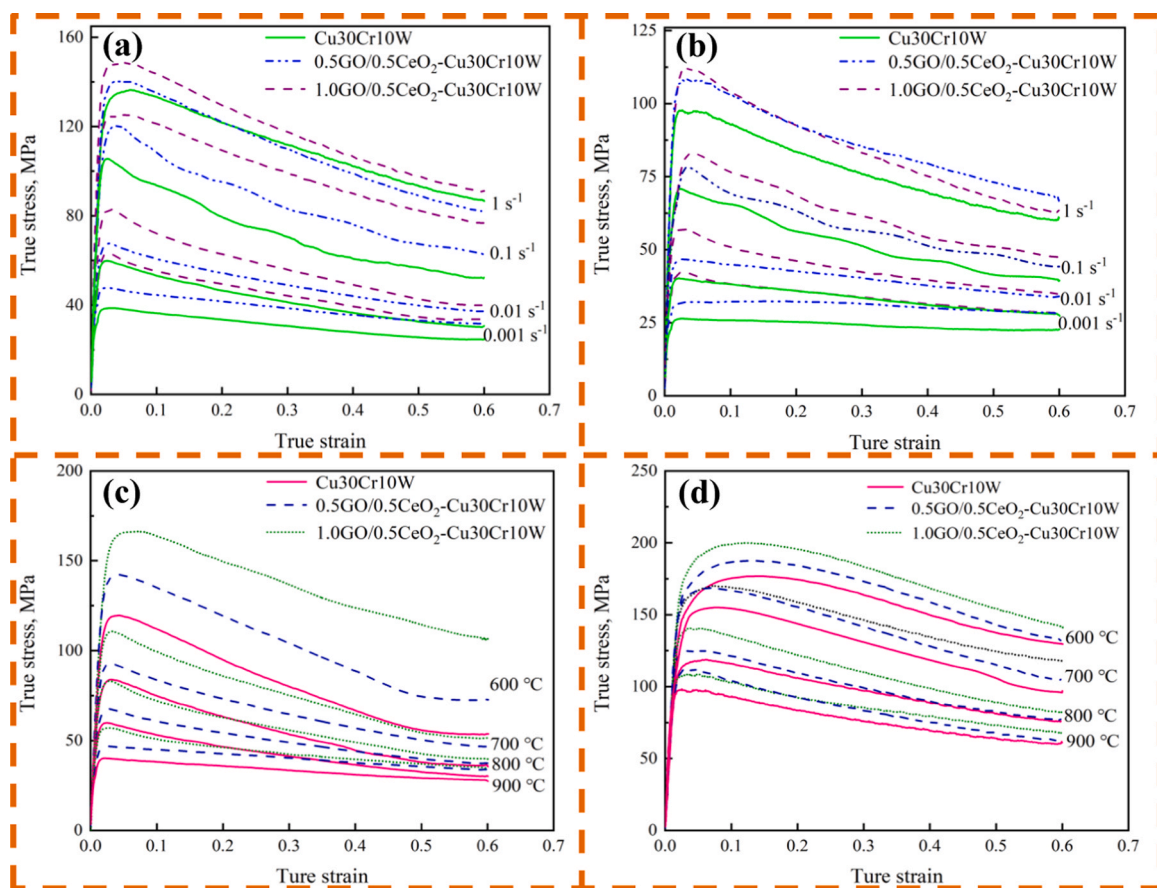 (a)
Cu30Cr10W
0.5GO/0.5CeO₂-Cu30Cr10W
1.0GO/0.5CeO₂-Cu30Cr10W
160
120
80
40
0
True stress, MPa
1 s⁻¹
0.1 s⁻¹
0.01 s⁻¹
0.001 s⁻¹
0.0 0.1 0.2 0.3 0.4 0.5 0.6 0.7
True strain
(b)
Cu30Cr10W
0.5GO/0.5CeO₂-Cu30Cr10W
1.0GO/0.5CeO₂-Cu30Cr10W
125
100
75
50
25
0
True stress, MPa
1 s⁻¹
0.1 s⁻¹
0.01 s⁻¹
0.001 s⁻¹
0.0 0.1 0.2 0.3 0.4 0.5 0.6 0.7
Ture strain
(c)
Cu30Cr10W
0.5GO/0.5CeO₂-Cu30Cr10W
1.0GO/0.5CeO₂-Cu30Cr10W
200
150
100
50
0
True stress, MPa
600 °C
700 °C
800 °C
900 °C
0.0 0.1 0.2 0.3 0.4 0.5 0.6 0.7
Ture strain
(d)
Cu30Cr10W
0.5GO/0.5CeO₂-Cu30Cr10W
1.0GO/0.5CeO₂-Cu30Cr10W
250
200
150
100
50
0
True stress, MPa
600 °C
700 °C
800 °C
900 °C
0.0 0.1 0.2 0.3 0.4 0.5 0.6 0.7
Ture strain